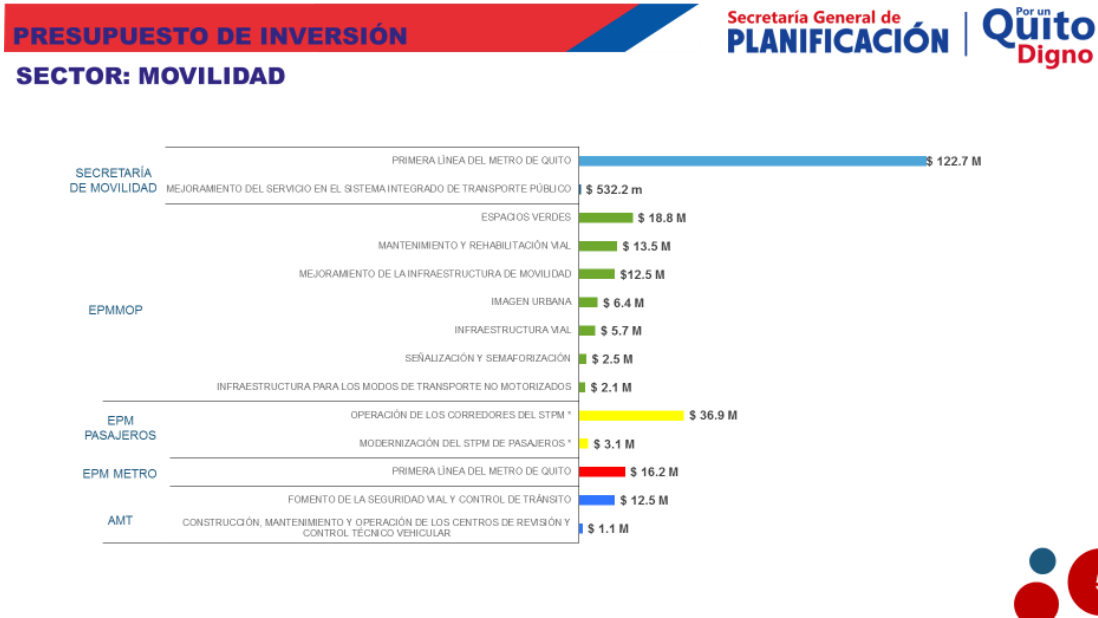 PRESUPUESTO DE INVERSIÓN
Secretaría General de
PLANIFICACIÓN
Por un
Quito
Digno
SECTOR: MOVILIDAD
SECRETARÍA
DE MOVILIDAD
PRIMERA LÍNEA DEL METRO DE QUITO
$ 122.7 M
MEJORAMIENTO DEL SERVICIO EN EL SISTEMA INTEGRADO DE TRANSPORTE PÚBLICO
$ 532.2 m
EPMMOP
ESPACIOS VERDES
$ 18.8 M
MANTENIMIENTO Y REHABILITACIÓN VIAL
$ 13.5 M
MEJORAMIENTO DE LA INFRAESTRUCTURA DE MOVILIDAD
$12.5 M
IMAGEN URBANA
$ 6.4 M
INFRAESTRUCTURA VIAL
$ 5.7 M
SEÑALIZACIÓN Y SEMAFORIZACIÓN
$ 2.5 M
INFRAESTRUCTURA PARA LOS MODOS DE TRANSPORTE NO MOTORIZADOS
$ 2.1 M
EPM
PASAJEROS
OPERACIÓN DE LOS CORREDORES DEL STPM *
$ 36.9 M
MODERNIZACIÓN DEL STPM DE PASAJEROS *
$ 3.1 M
EPM METRO
PRIMERA LÍNEA DEL METRO DE QUITO
$ 16.2 M
AMT
FOMENTO DE LA SEGURIDAD VIAL Y CONTROL DE TRÁNSITO
$ 12.5 M
CONSTRUCCIÓN, MANTENIMIENTO Y OPERACIÓN DE LOS CENTROS DE REVISIÓN Y
CONTROL TÉCNICO VEHICULAR
$ 1.1 M